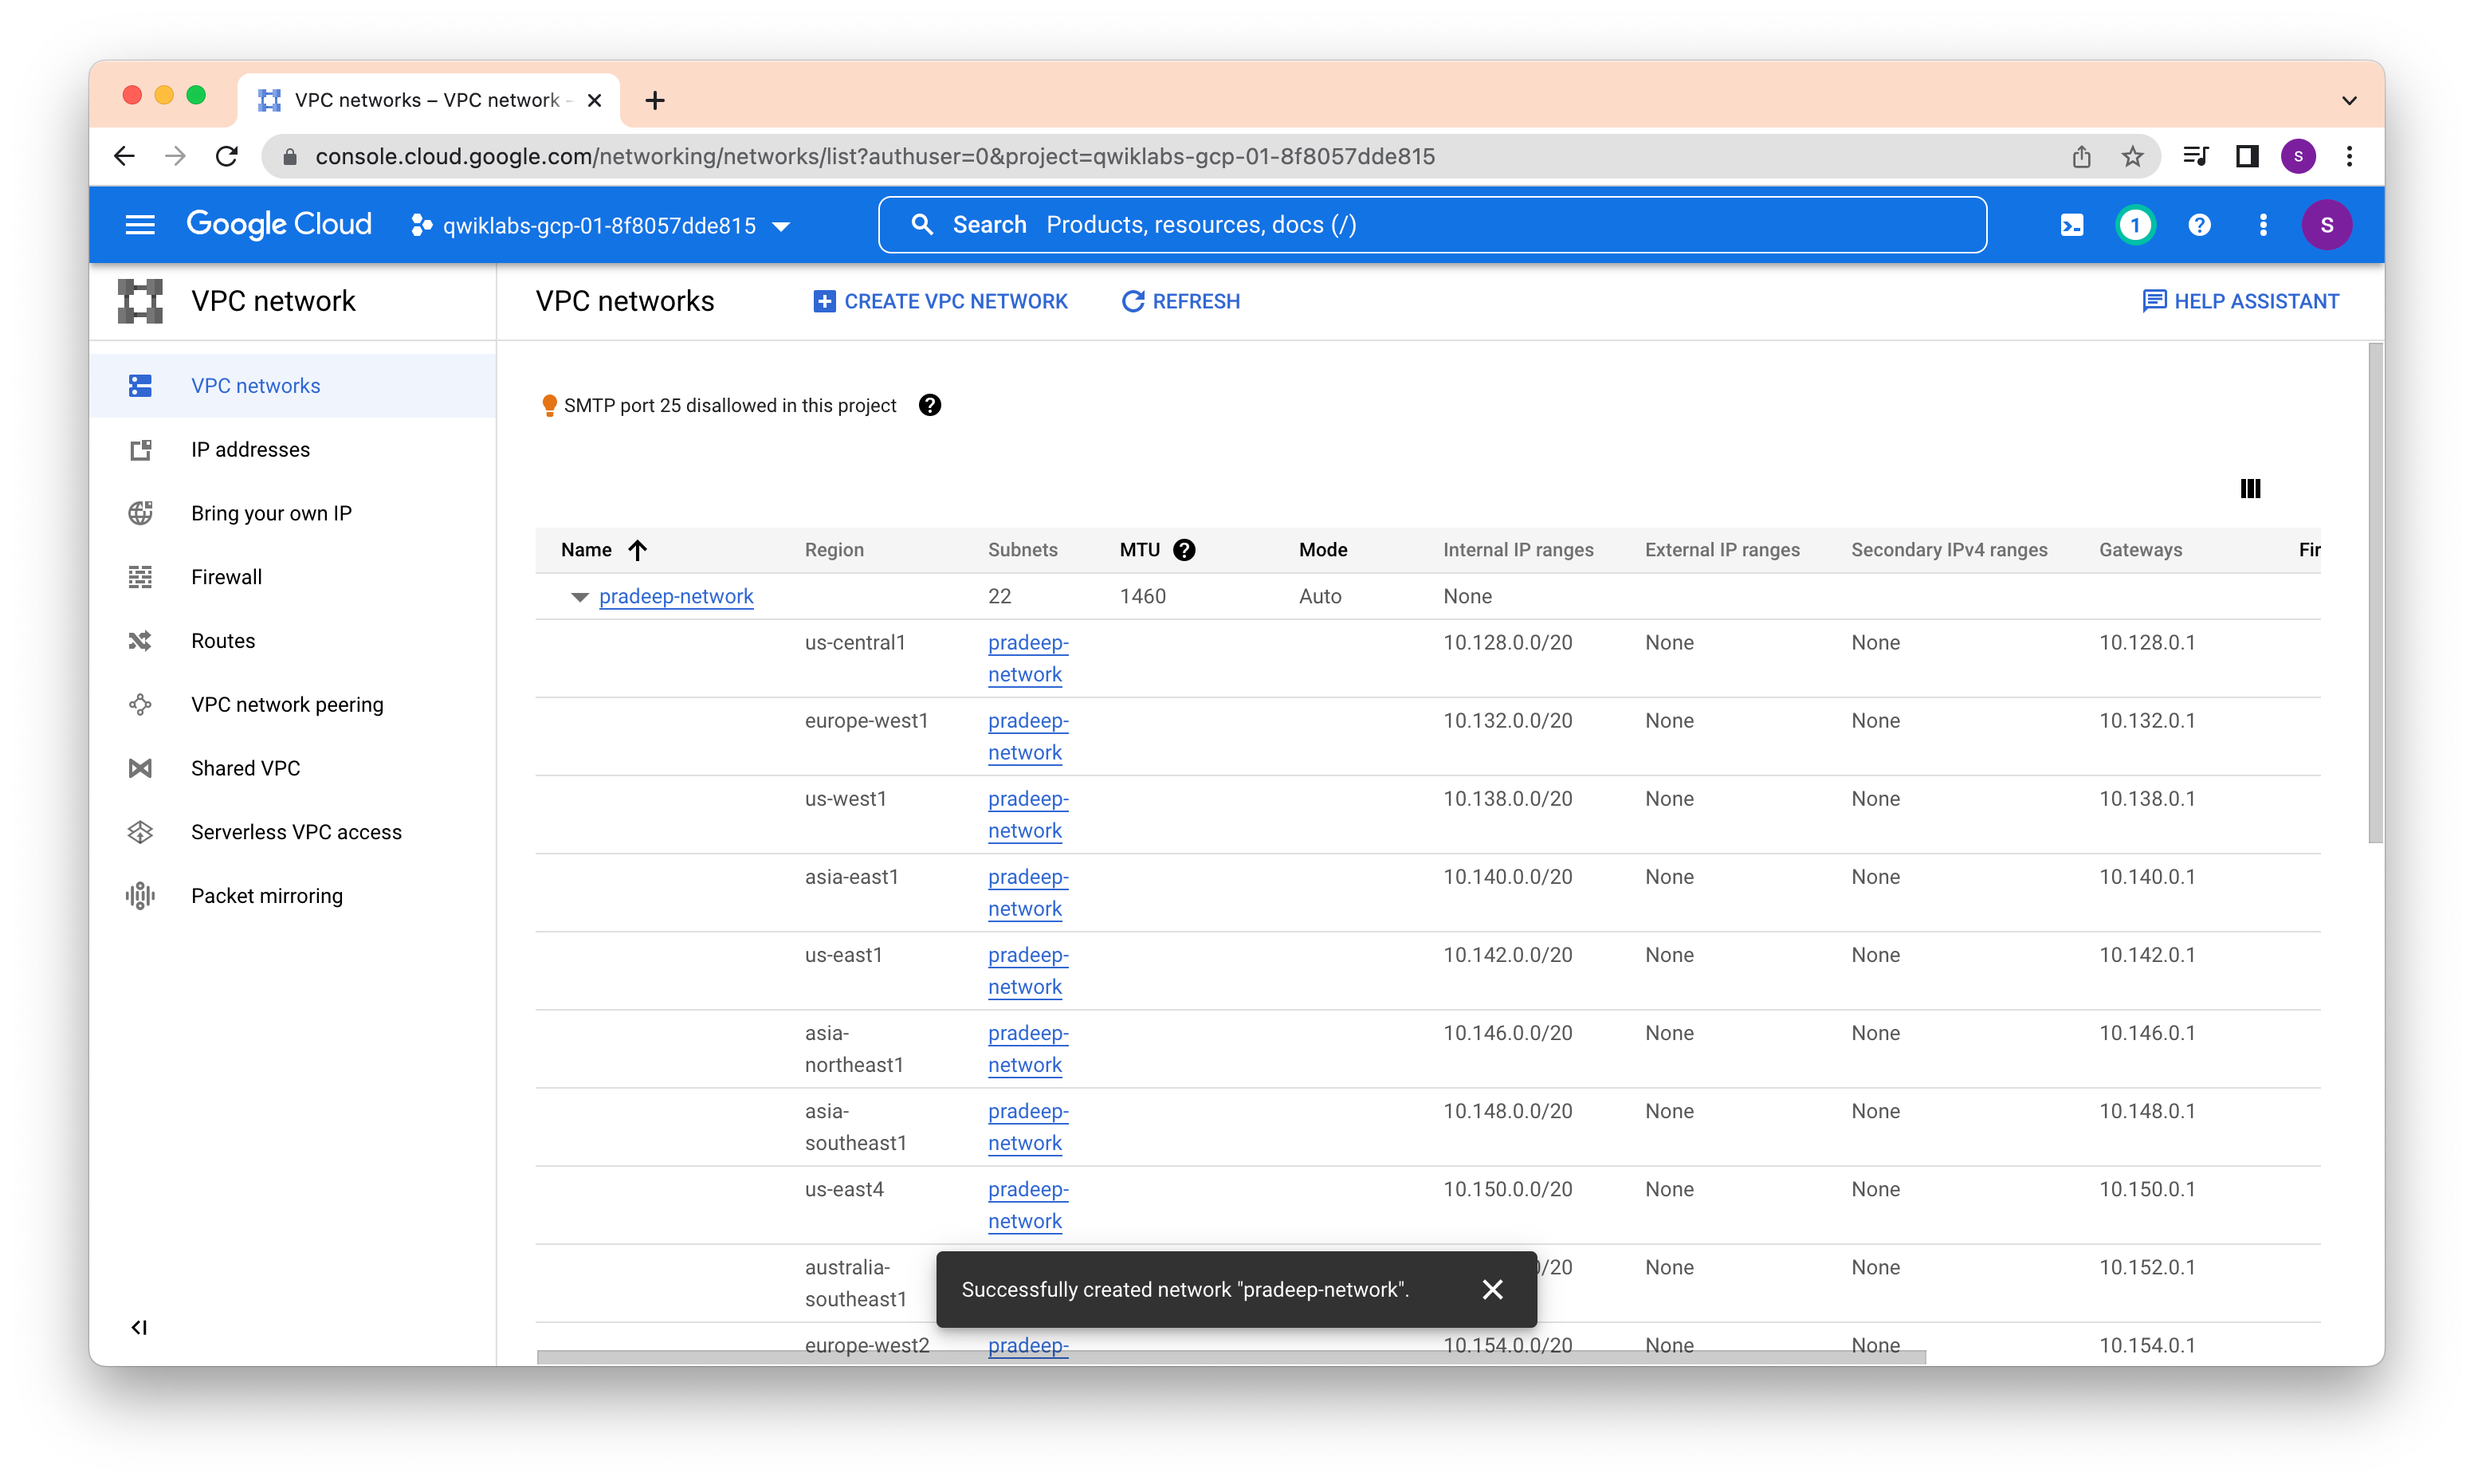 VPC networks – VPC network -
console.cloud.google.com/networking/networks/list?authuser=0&project=qwiklabs-gcp-01-8f8057dde815
S
Google Cloud
qwiklabs-gcp-01-8f8057dde815
Search Products, resources, docs (/)
1
S
VPC network
VPC networks
CREATE VPC NETWORK
REFRESH
HELP ASSISTANT
VPC networks
IP addresses
Bring your own IP
Firewall
Routes
VPC network peering
Shared VPC
Serverless VPC access
Packet mirroring
SMTP port 25 disallowed in this project
Name Region Subnets MTU Mode Internal IP ranges External IP ranges Secondary IPv4 ranges Gateways Fir
pradeep-network 22 1460 Auto None
us-central1 pradeep- 10.128.0.0/20 None None 10.128.0.1
network
europe-west1 pradeep- 10.132.0.0/20 None None 10.132.0.1
network
us-west1 pradeep- 10.138.0.0/20 None None 10.138.0.1
network
asia-east1 pradeep- 10.140.0.0/20 None None 10.140.0.1
network
us-east1 pradeep- 10.142.0.0/20 None None 10.142.0.1
network
asia- pradeep- 10.146.0.0/20 None None 10.146.0.1
northeast1 network
asia- pradeep- 10.148.0.0/20 None None 10.148.0.1
southeast1 network
us-east4 pradeep- 10.150.0.0/20 None None 10.150.0.1
network
australia- /20 None None 10.152.0.1
southeast1
Successfully created network "pradeep-network".
europe-west2 pradeep- 10.154.0.0/20 None None 10.154.0.1